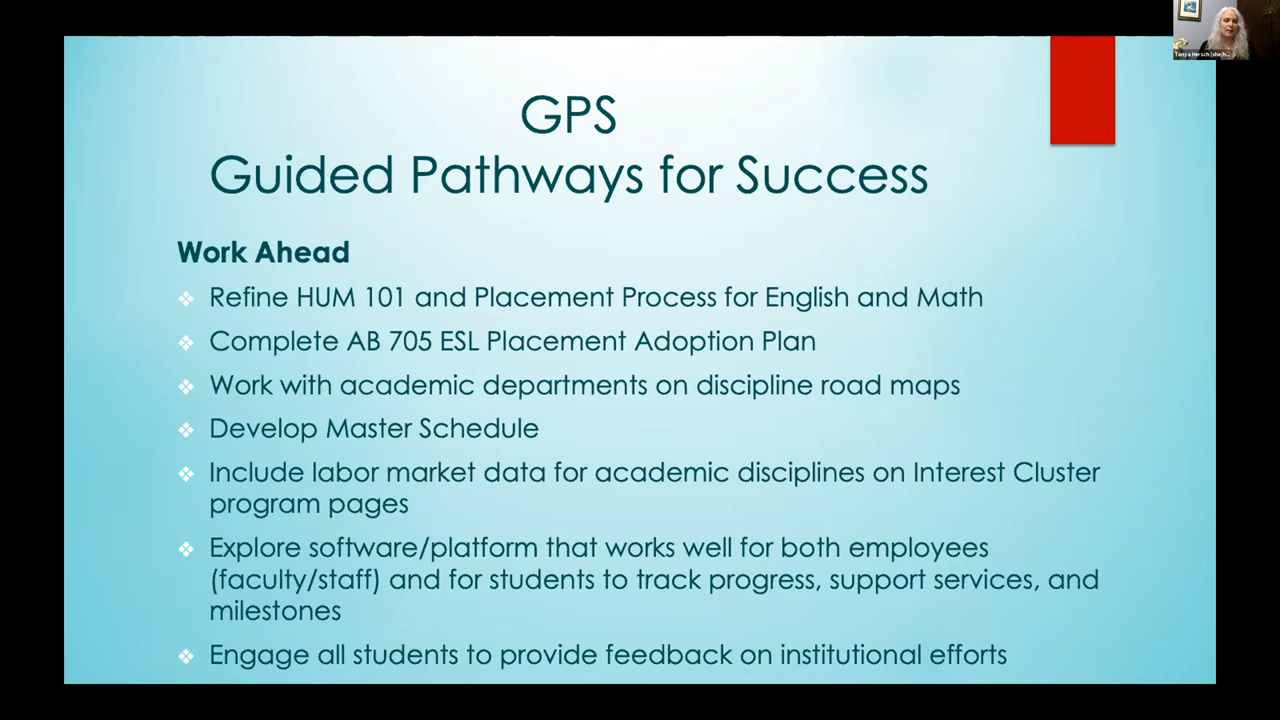 Tonya Hersch (she/h...
GPS
Guided Pathways for Success
Work Ahead
❖ Refine HUM 101 and Placement Process for English and Math
❖ Complete AB 705 ESL Placement Adoption Plan
❖ Work with academic departments on discipline road maps
❖ Develop Master Schedule
❖ Include labor market data for academic disciplines on Interest Cluster
program pages
❖ Explore software/platform that works well for both employees
(faculty/staff) and for students to track progress, support services, and
milestones
❖ Engage all students to provide feedback on institutional efforts